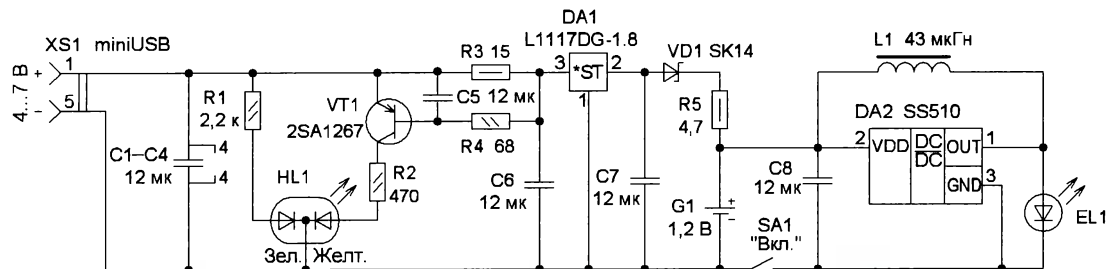 XS1 miniUSB
4...7 В
+
1
–
5
C1–C4
12 мк
4
4
R1
2,2 к
HL1
Зел.
Желт.
VT1
2SA1267
R2
470
R3 15
C5 12 мк
R4 68
C6
12 мк
DA1
L1117DG-1.8
3
*ST
2
1
C7
12 мк
VD1 SK14
R5
4,7
G1
1,2 В
+
–
SA1
"Вкл."
C8
12 мк
L1 43 мкГн
DA2 SS510
2
VDD
DC
DC
OUT
1
GND
3
EL1